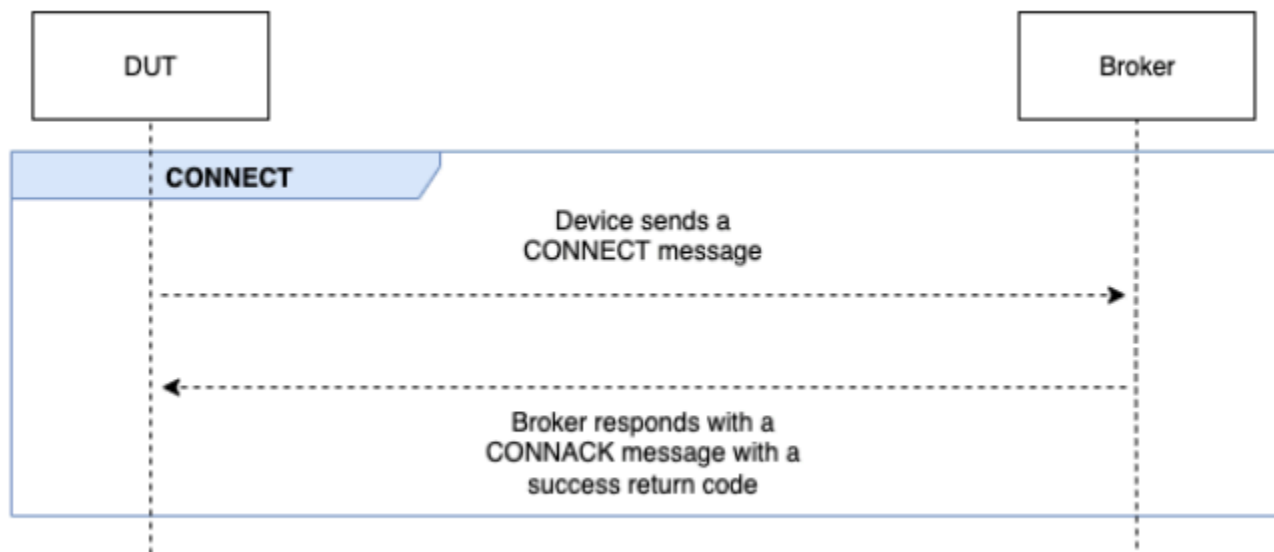 DUT
Broker
CONNECT
Device sends a
CONNECT message
Broker responds with a
CONNACK message with a
success return code